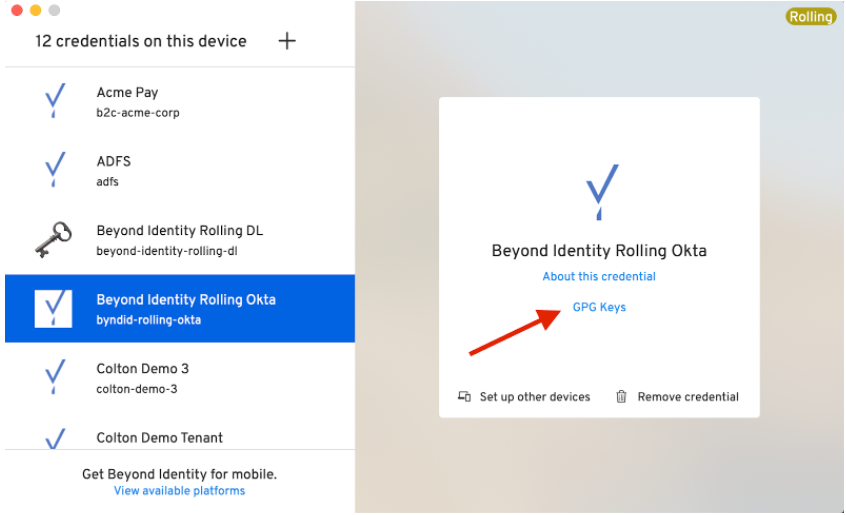 12 credentials on this device
Acme Pay
b2c-acme-corp
ADFS
adfs
Beyond Identity Rolling DL
beyond-identity-rolling-dl
Beyond Identity Rolling Okta
byndid-rolling-okta
Colton Demo 3
colton-demo-3
Colton Demo Tenant
Get Beyond Identity for mobile.
View available platforms
Rolling
Beyond Identity Rolling Okta
About this credential
GPG Keys
Set up other devices
Remove credential